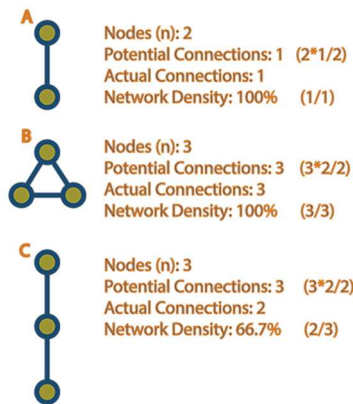 A
Nodes (n): 2
Potential Connections: 1 (2*1/2)
Actual Connections: 1
Network Density: 100% (1/1)
B
Nodes (n): 3
Potential Connections: 3 (3*2/2)
Actual Connections: 3
Network Density: 100% (3/3)
C
Nodes (n): 3
Potential Connections: 3 (3*2/2)
Actual Connections: 2
Network Density: 66.7% (2/3)